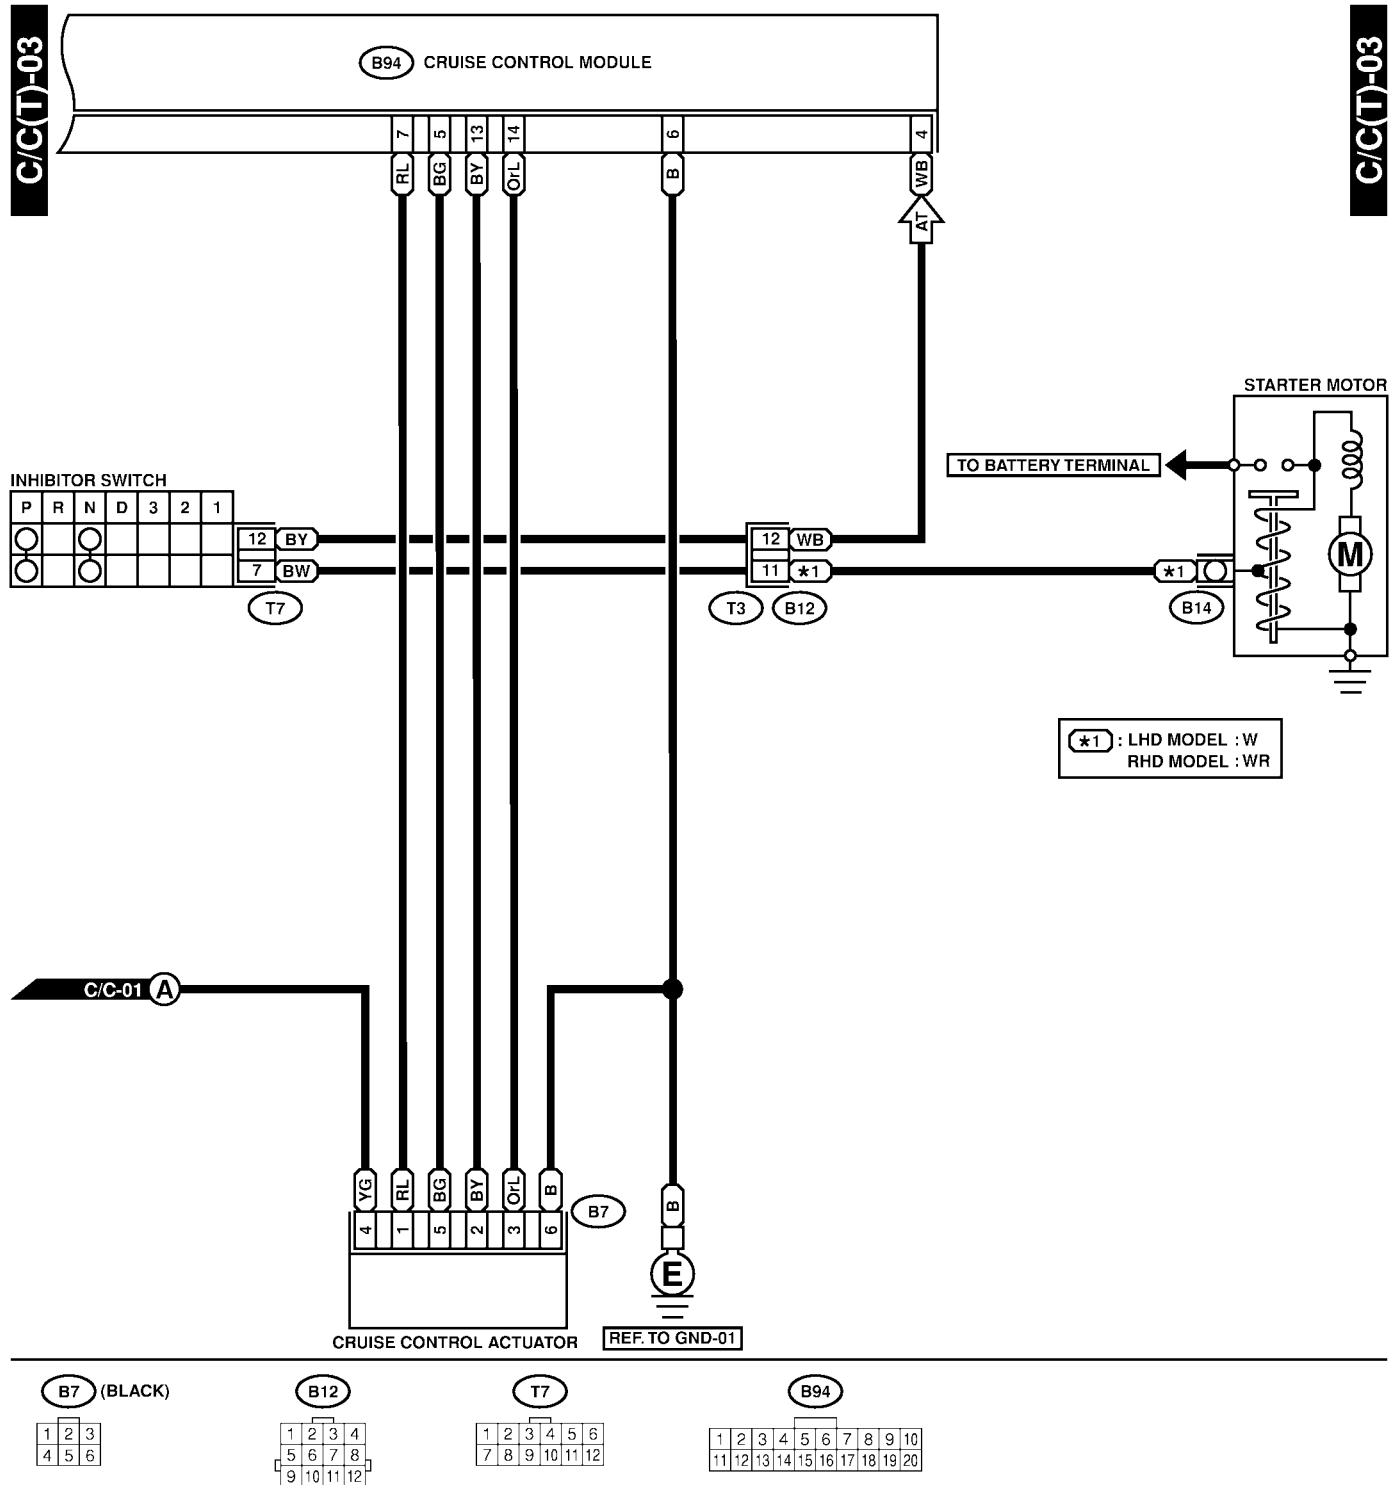 C/C(T)-03
C/C(T)-03
B94 CRUISE CONTROL MODULE
7 5 13 14 6 4
RL BG BY OrL B WB
AT
STARTER MOTOR
TO BATTERY TERMINAL
INHIBITOR SWITCH
P R N D 3 2 1
12 BY 12 WB
7 BW 11 *1 *1
M
T7 T3 B12 B14
*1 : LHD MODEL : W
RHD MODEL : WR
C/C-01 A
YG RL BG BY OrL B B
B7
4 1 5 2 3 6
E
CRUISE CONTROL ACTUATOR
REF. TO GND-01
B7 (BLACK)
1 2 3
4 5 6
B12
1 2 3 4
5 6 7 8
9 10 11 12
T7
1 2 3 4 5 6
7 8 9 10 11 12
B94
1 2 3 4 5 6 7 8 9 10
11 12 13 14 15 16 17 18 19 20